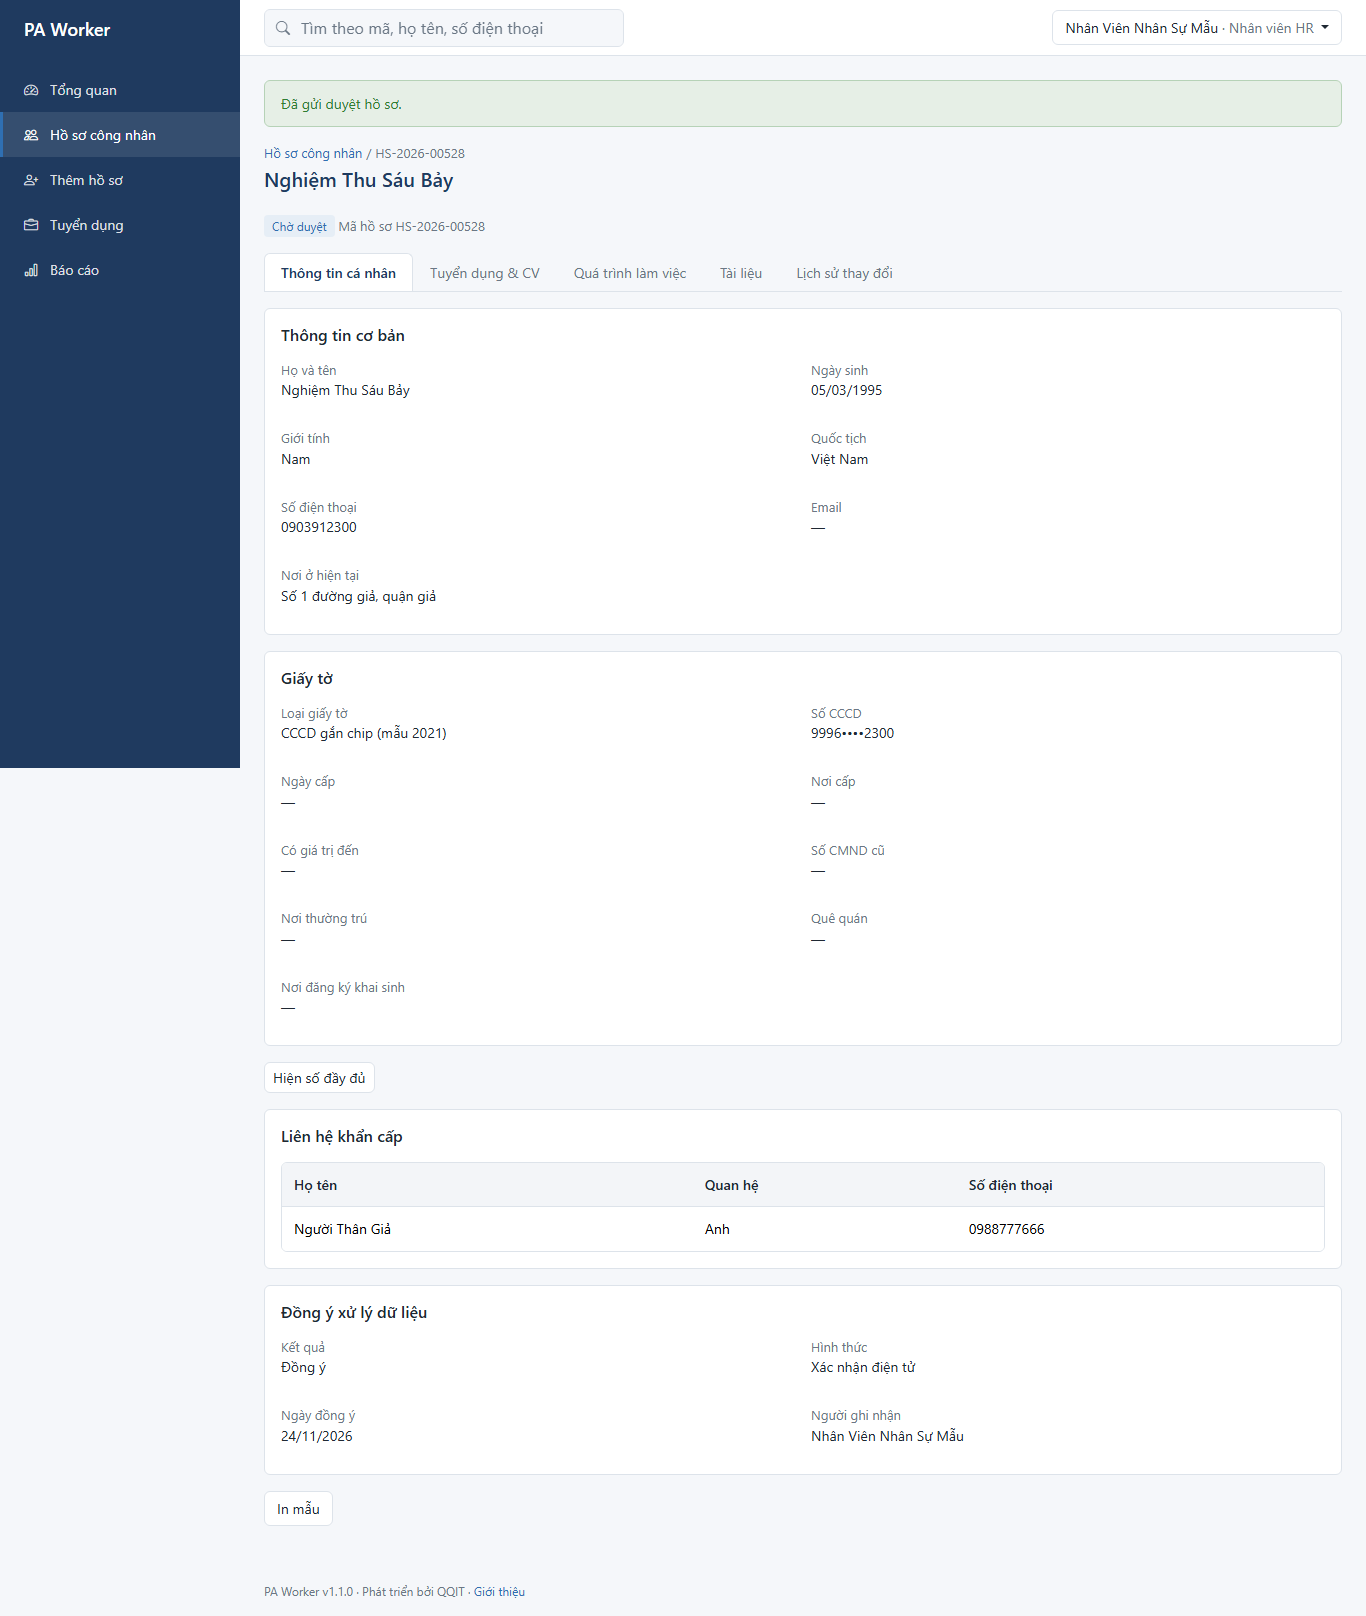 PA Worker
Tìm theo mã, họ tên, số điện thoại
Nhân Viên Nhân Sự Mẫu · Nhân viên HR
Tổng quan
Hồ sơ công nhân
Thêm hồ sơ
Tuyển dụng
Báo cáo
Đã gửi duyệt hồ sơ.
Hồ sơ công nhân / HS-2026-00528
Nghiệm Thu Sáu Bảy
Chờ duyệt Mã hồ sơ HS-2026-00528
Thông tin cá nhân Tuyển dụng & CV Quá trình làm việc Tài liệu Lịch sử thay đổi
Thông tin cơ bản
Họ và tên Ngày sinh
Nghiệm Thu Sáu Bảy 05/03/1995
Giới tính Quốc tịch
Nam Việt Nam
Số điện thoại Email
0903912300 —
Nơi ở hiện tại
Số 1 đường giả, quận giả
Giấy tờ
Loại giấy tờ Số CCCD
CCCD gắn chip (mẫu 2021) 9996••••2300
Ngày cấp Nơi cấp
— —
Có giá trị đến Số CMND cũ
— —
Nơi thường trú Quê quán
— —
Nơi đăng ký khai sinh
—
Hiện số đầy đủ
Liên hệ khẩn cấp
Họ tên Quan hệ Số điện thoại
Người Thân Giả Anh 0988777666
Đồng ý xử lý dữ liệu
Kết quả Hình thức
Đồng ý Xác nhận điện tử
Ngày đồng ý Người ghi nhận
24/11/2026 Nhân Viên Nhân Sự Mẫu
In mẫu
PA Worker v1.1.0 · Phát triển bởi QQIT · Giới thiệu